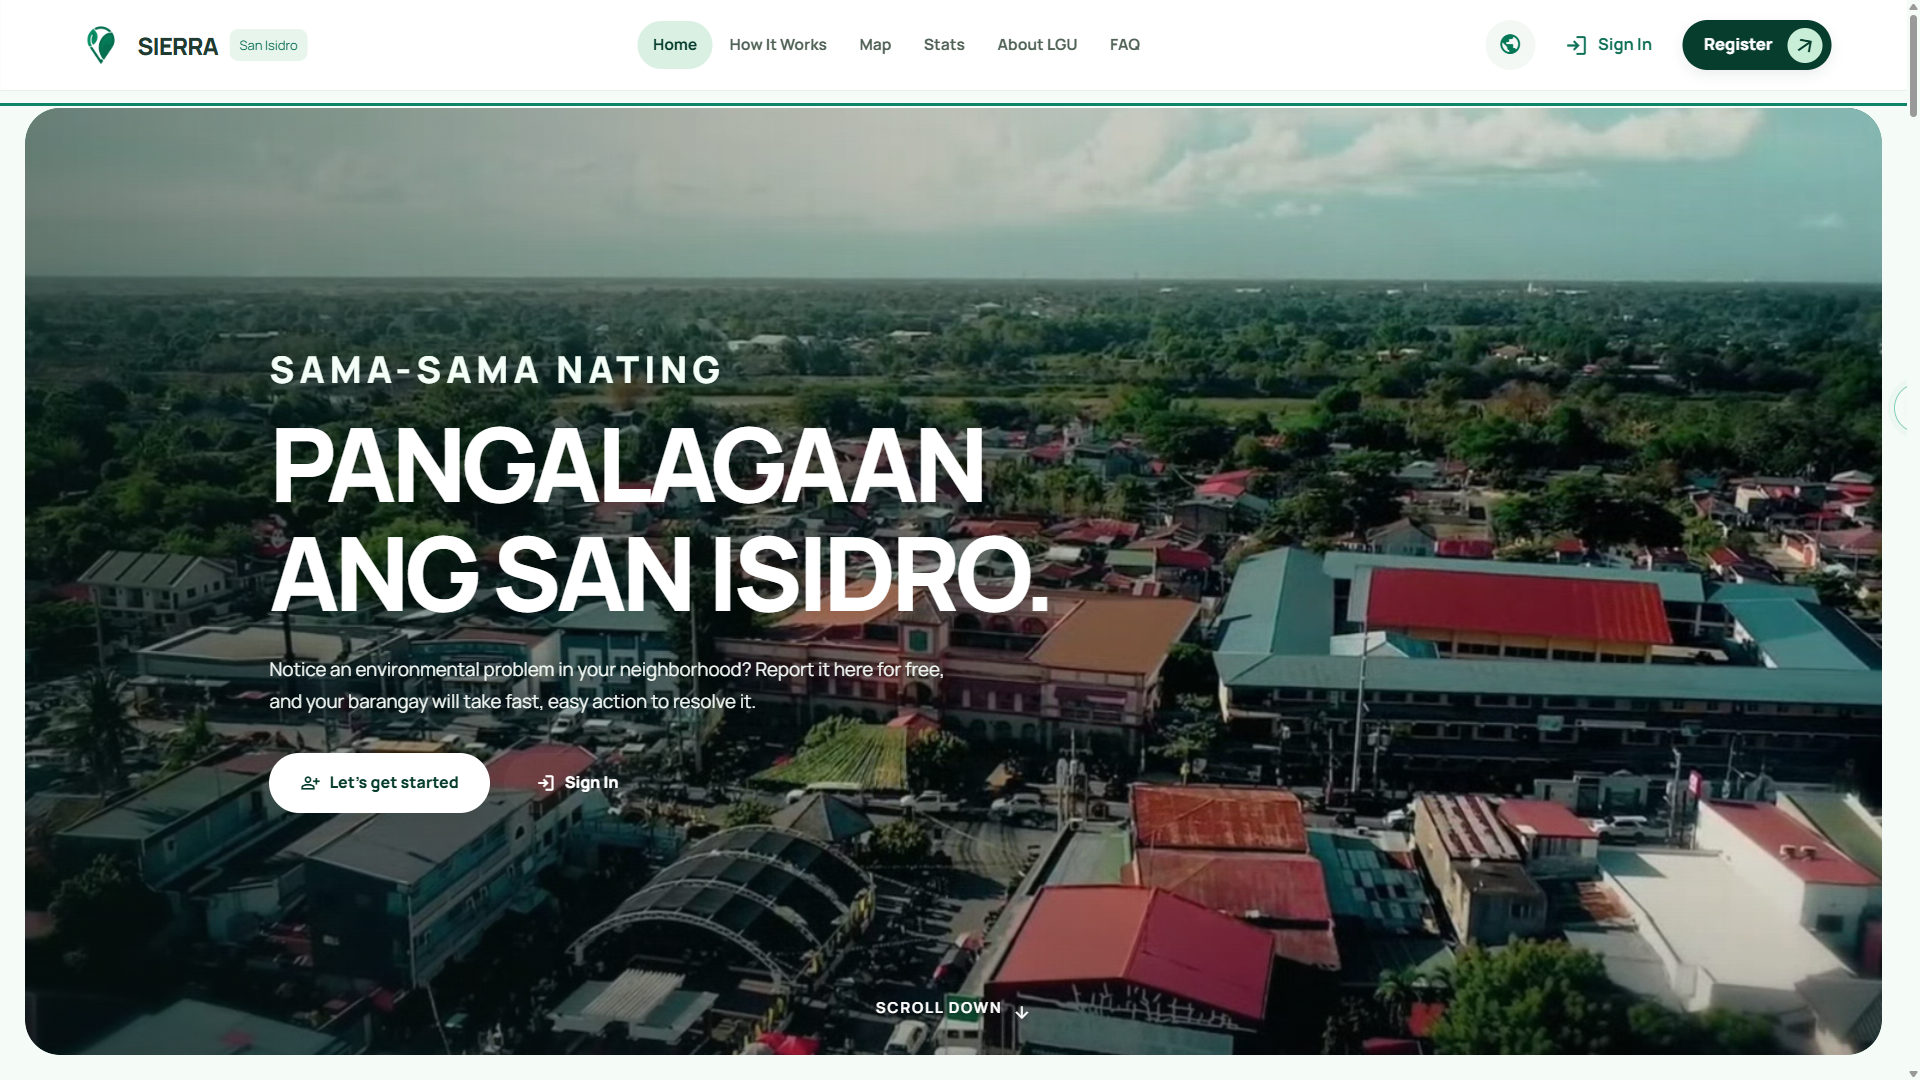 SIERRA
San Isidro
Home
How It Works
Map
Stats
About LGU
FAQ
Sign In
Register
SAMA-SAMA NATING
PANGALAGAAN
ANG SAN ISIDRO.
Notice an environmental problem in your neighborhood? Report it here for free,
and your barangay will take fast, easy action to resolve it.
Let's get started
Sign In
SCROLL DOWN